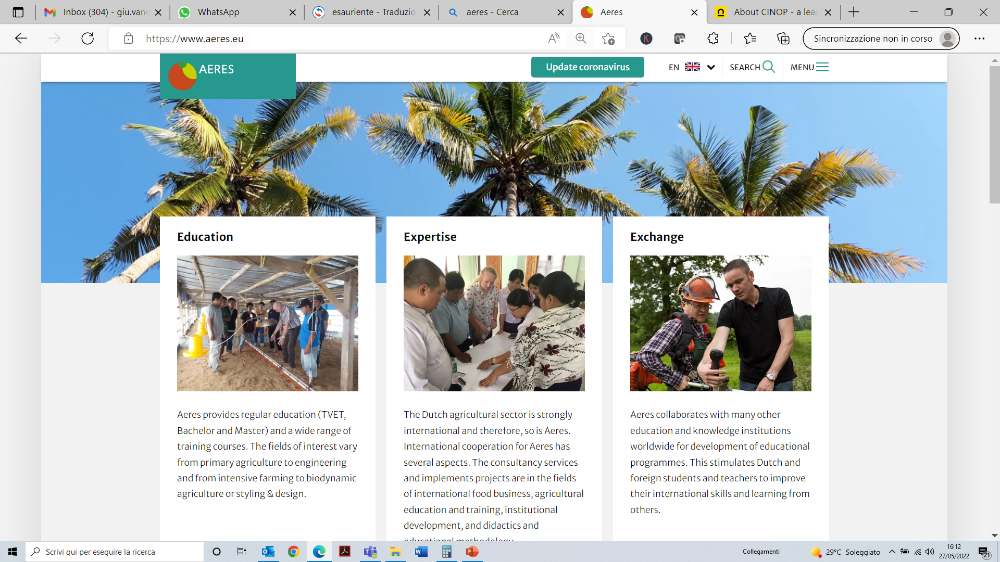 Inbox (304) - giu.van
WhatsApp
esauriente - Traduzio
aeres - Cerca
Aeres
About CINOP - a lea
https://www.aeres.eu
Sincronizzazione non in corso
AERES
Update coronavirus
EN
SEARCH
MENU
Education
Aeres provides regular education (TVET,
Bachelor and Master) and a wide range of
training courses. The fields of interest vary
from primary agriculture to engineering
and from intensive farming to biodynamic
agriculture or styling & design.
Expertise
The Dutch agricultural sector is strongly
international and therefore, so is Aeres.
International cooperation for Aeres has
several aspects. The consultancy services
and implements projects are in the fields
of international food business, agricultural
education and training, institutional
development, and didactics and
educational methodology
Exchange
Aeres collaborates with many other
education and knowledge institutions
worldwide for development of educational
programmes. This stimulates Dutch and
foreign students and teachers to improve
their international skills and learning from
others.
Scrivi qui per eseguire la ricerca
Collegamenti
29°C Soleggiato
16:12
27/05/2022
21